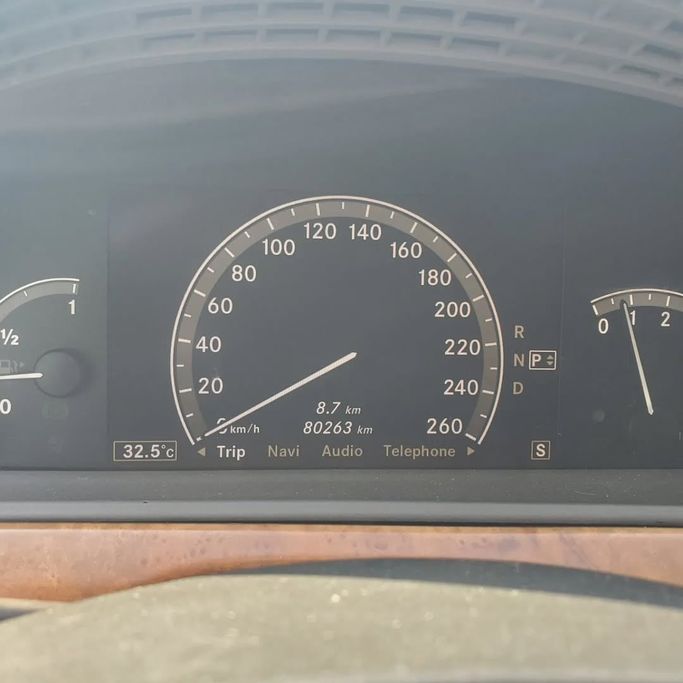 120 140
100 160
80 180
60 200
40 220
20 240
0 km/h 260
8.7 km
80263 km
32.5°C
Trip Navi Audio Telephone
R
N P
D
S
1
½
0
0 1 2